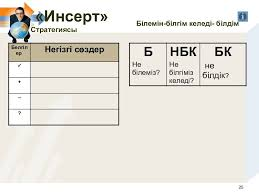 «Инсерт»
Стратегиясы
Білемін-білгім келеді- білдім
Белгілер
Негізгі сөздер
✓
+
–
?
Б
НБК
БК
Не білеміз?
Не білгіміз келеді?
не білдік?
25